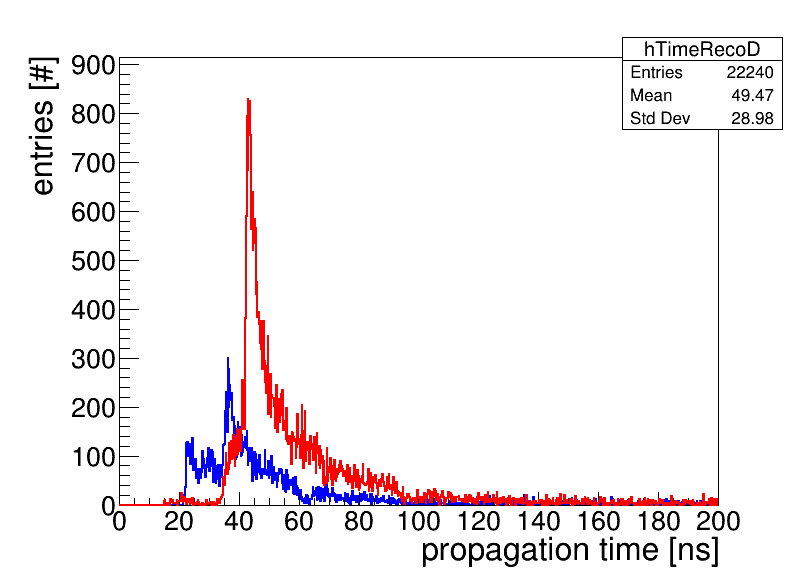 hTimeRecoD
Entries 22240
Mean 49.47
Std Dev 28.98
entries [#]
900
800
700
600
500
400
300
200
100
0
0 20 40 60 80 100 120 140 160 180 200
propagation time [ns]